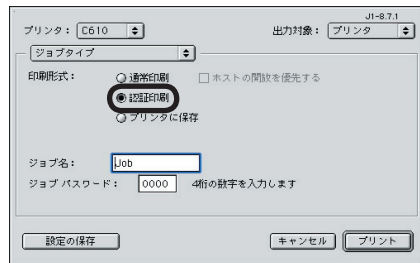 J1-8.7.1
プリンタ： C610 出力対象： プリンタ
ジョブタイプ
印刷形式： 通常印刷 ホストの開放を優先する
認証印刷
プリンタに保存
ジョブ名： Job
ジョブ パスワード： 0000 4桁の数字を入力します
設定の保存 キャンセル プリント